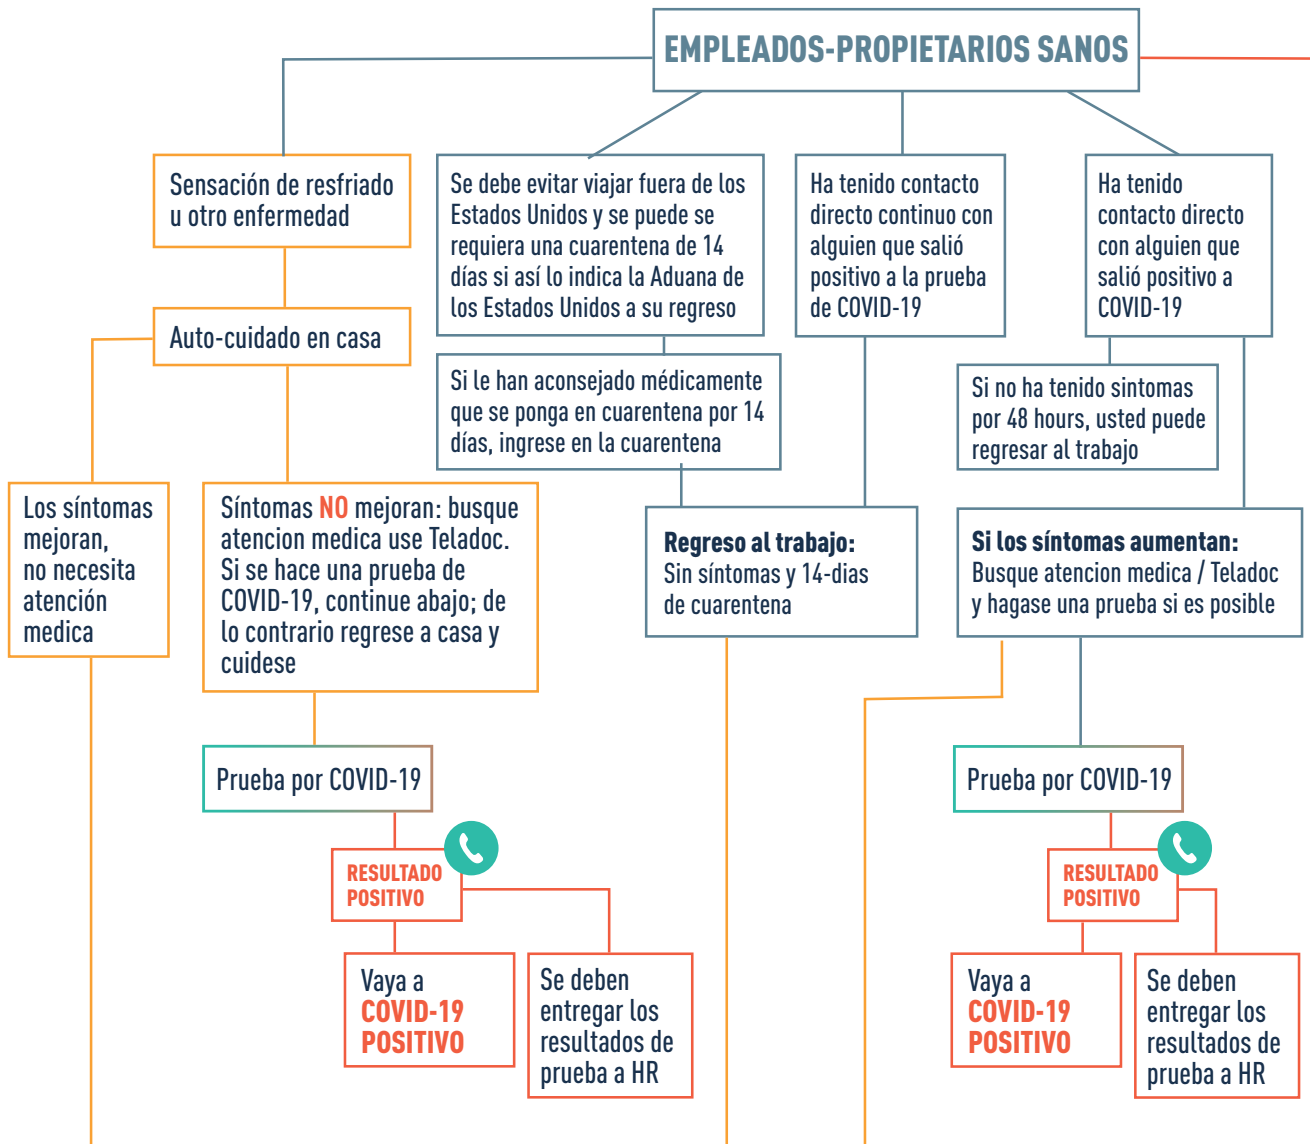 EMPLEADOS-PROPIETARIOS SANOS
Sensación de resfriado
u otro enfermedad
Se debe evitar viajar fuera de los
Estados Unidos y se puede se
requiera una cuarentena de 14
días si así lo indica la Aduana de
los Estados Unidos a su regreso
Ha tenido contacto
directo continuo con
alguien que salió
positivo a la prueba
de COVID-19
Ha tenido
contacto directo
con alguien que
salió positivo a
COVID-19
Auto-cuidado en casa
Si le han aconsejado médicamente
que se ponga en cuarentena por 14
días, ingrese en la cuarentena
Si no ha tenido sintomas
por 48 hours, usted puede
regresar al trabajo
Los síntomas
mejoran,
no necesita
atención
medica
Síntomas NO mejoran: busque
atencion medica use Teladoc.
Si se hace una prueba de
COVID-19, continue abajo; de
lo contrario regrese a casa y
cuidese
Regreso al trabajo:
Sin síntomas y 14-dias
de cuarentena
Si los síntomas aumentan:
Busque atencion medica / Teladoc
y hagase una prueba si es posible
Prueba por COVID-19
RESULTADO
POSITIVO
Vaya a
COVID-19
POSITIVO
Se deben
entregar los
resultados de
prueba a HR
Prueba por COVID-19
RESULTADO
POSITIVO
Vaya a
COVID-19
POSITIVO
Se deben
entregar los
resultados de
prueba a HR